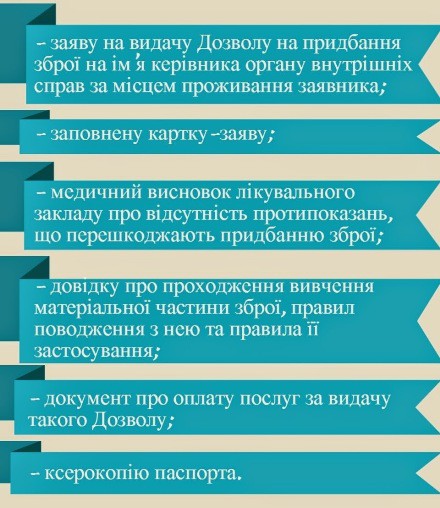 – заяву на видачу Дозволу на придбання
зброї на ім'я керівника органу внутрішніх
справ за місцем проживання заявника;
– заповнену картку-заяву;
– медичний висновок лікувального
закладу про відсутність протипоказань,
що перешкоджають придбанню зброї;
– довідку про проходження вивчення
матеріальної частини зброї, правил
поводження з нею та правила її
застосування;
– документ про оплату послуг за видачу
такого Дозволу;
– ксерокопію паспорта.